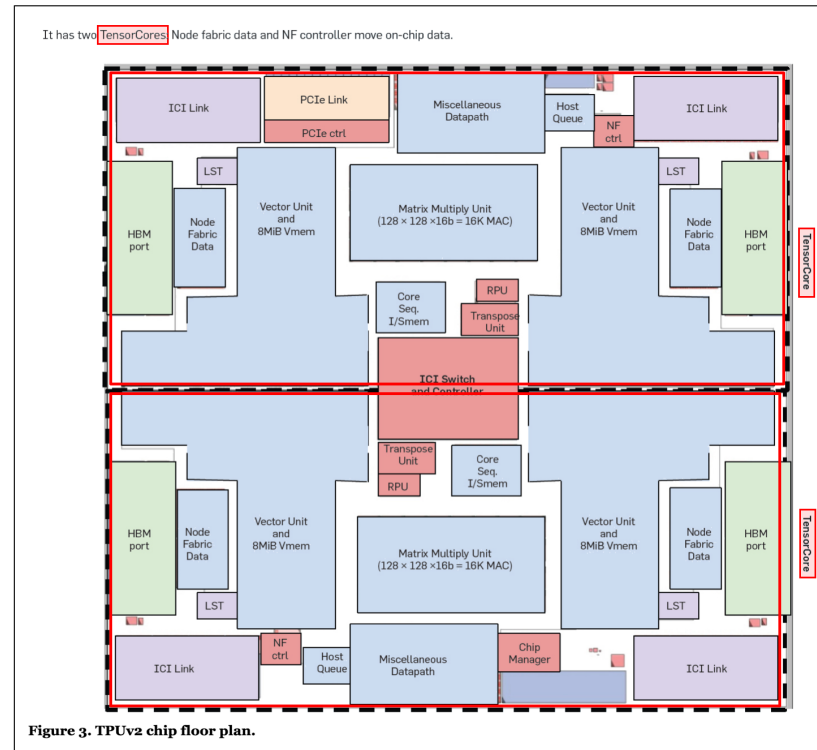 It has two TensorCores: Node fabric data and NF controller move on-chip data.
ICI Link
PCIe Link
PCIe ctrl
Miscellaneous
Datapath
Host
Queue
NF
ctrl
ICI Link
LST
LST
HBM
port
Node
Fabric
Data
Vector Unit
and
8MiB Vmem
Matrix Multiply Unit
(128 × 128 ×16b = 16K MAC)
Vector Unit
and
8MiB Vmem
Node
Fabric
Data
HBM
port
TensorCore
Core
Seq.
I/Smem
RPU
Transpose
Unit
ICI Switch
and Controller
Transpose
Unit
RPU
Core
Seq.
I/Smem
HBM
port
Node
Fabric
Data
Vector Unit
and
8MiB Vmem
Matrix Multiply Unit
(128 × 128 ×16b = 16K MAC)
Vector Unit
and
8MiB Vmem
Node
Fabric
Data
HBM
port
TensorCore
LST
LST
ICI Link
NF
ctrl
Host
Queue
Miscellaneous
Datapath
Chip
Manager
ICI Link
Figure 3. TPUv2 chip floor plan.